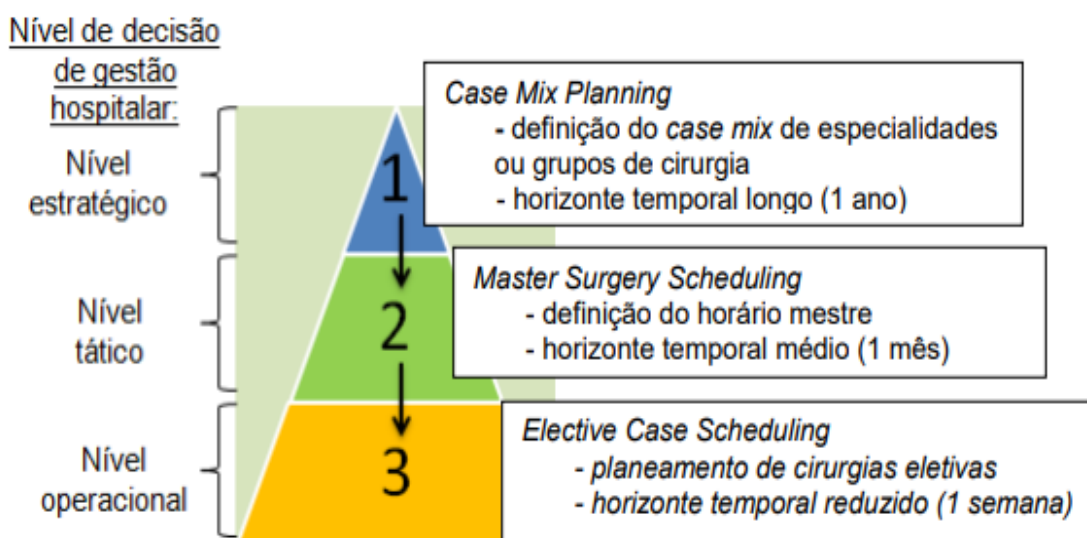 Nível de decisão
de gestão
hospitalar:
Nível
estratégico
1
Case Mix Planning
- definição do case mix de especialidades
ou grupos de cirurgia
- horizonte temporal longo (1 ano)
Nível
tático
2
Master Surgery Scheduling
- definição do horário mestre
- horizonte temporal médio (1 mês)
Nível
operacional
3
Elective Case Scheduling
- planeamento de cirurgias eletivas
- horizonte temporal reduzido (1 semana)